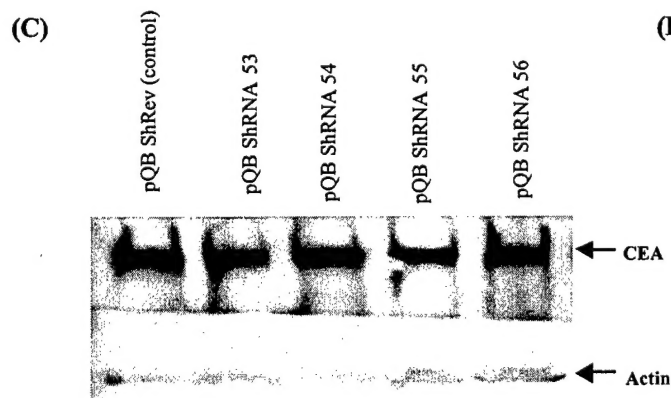 (C)
pQB ShRev (control)
pQB ShRNA 53
pQB ShRNA 54
pQB ShRNA 55
pQB ShRNA 56
CEA
Actin